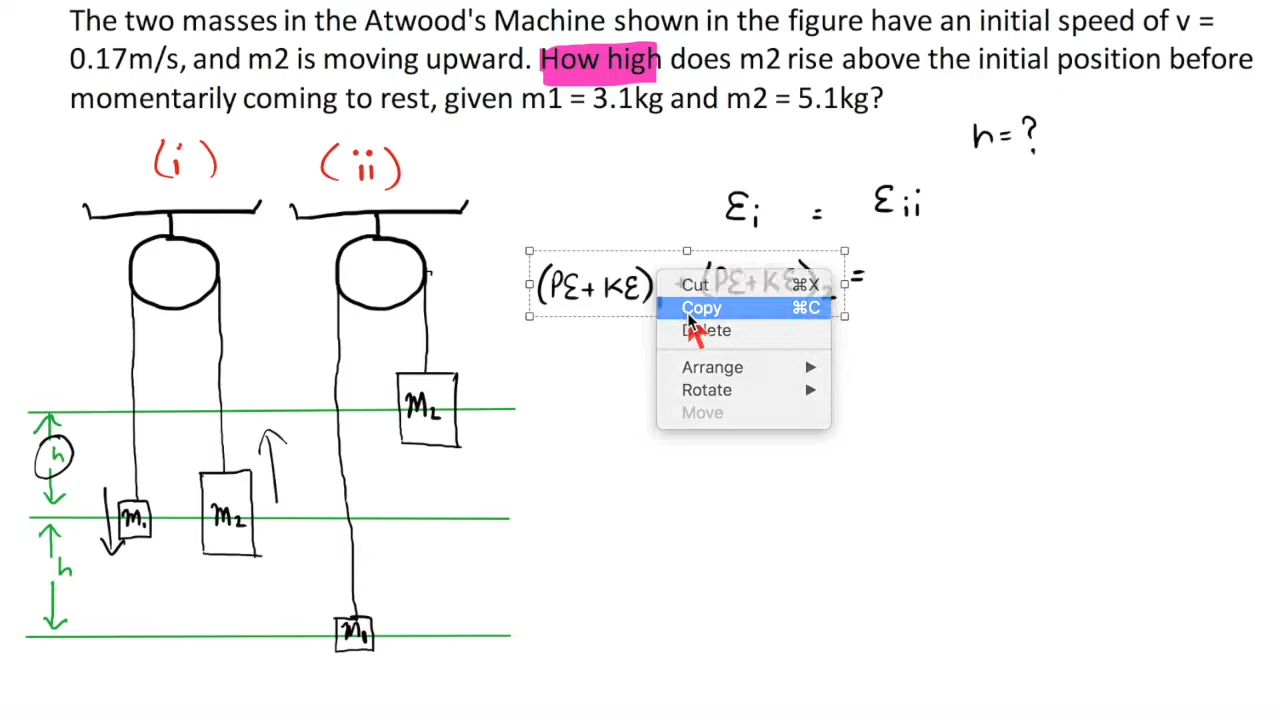 The two masses in the Atwood's Machine shown in the figure have an initial speed of v =
0.17m/s, and m2 is moving upward. How high does m2 rise above the initial position before
momentarily coming to rest, given m1 = 3.1kg and m2 = 5.1kg?
h = ?
(i) (ii)
Ɛi = Ɛii
(PƐ + KƐ) + (PƐ + KƐ)2 =
Cut ⌘X
Copy ⌘C
Delete
Arrange ▶
Rotate ▶
Move
m2
h
m1 m2
h
m1